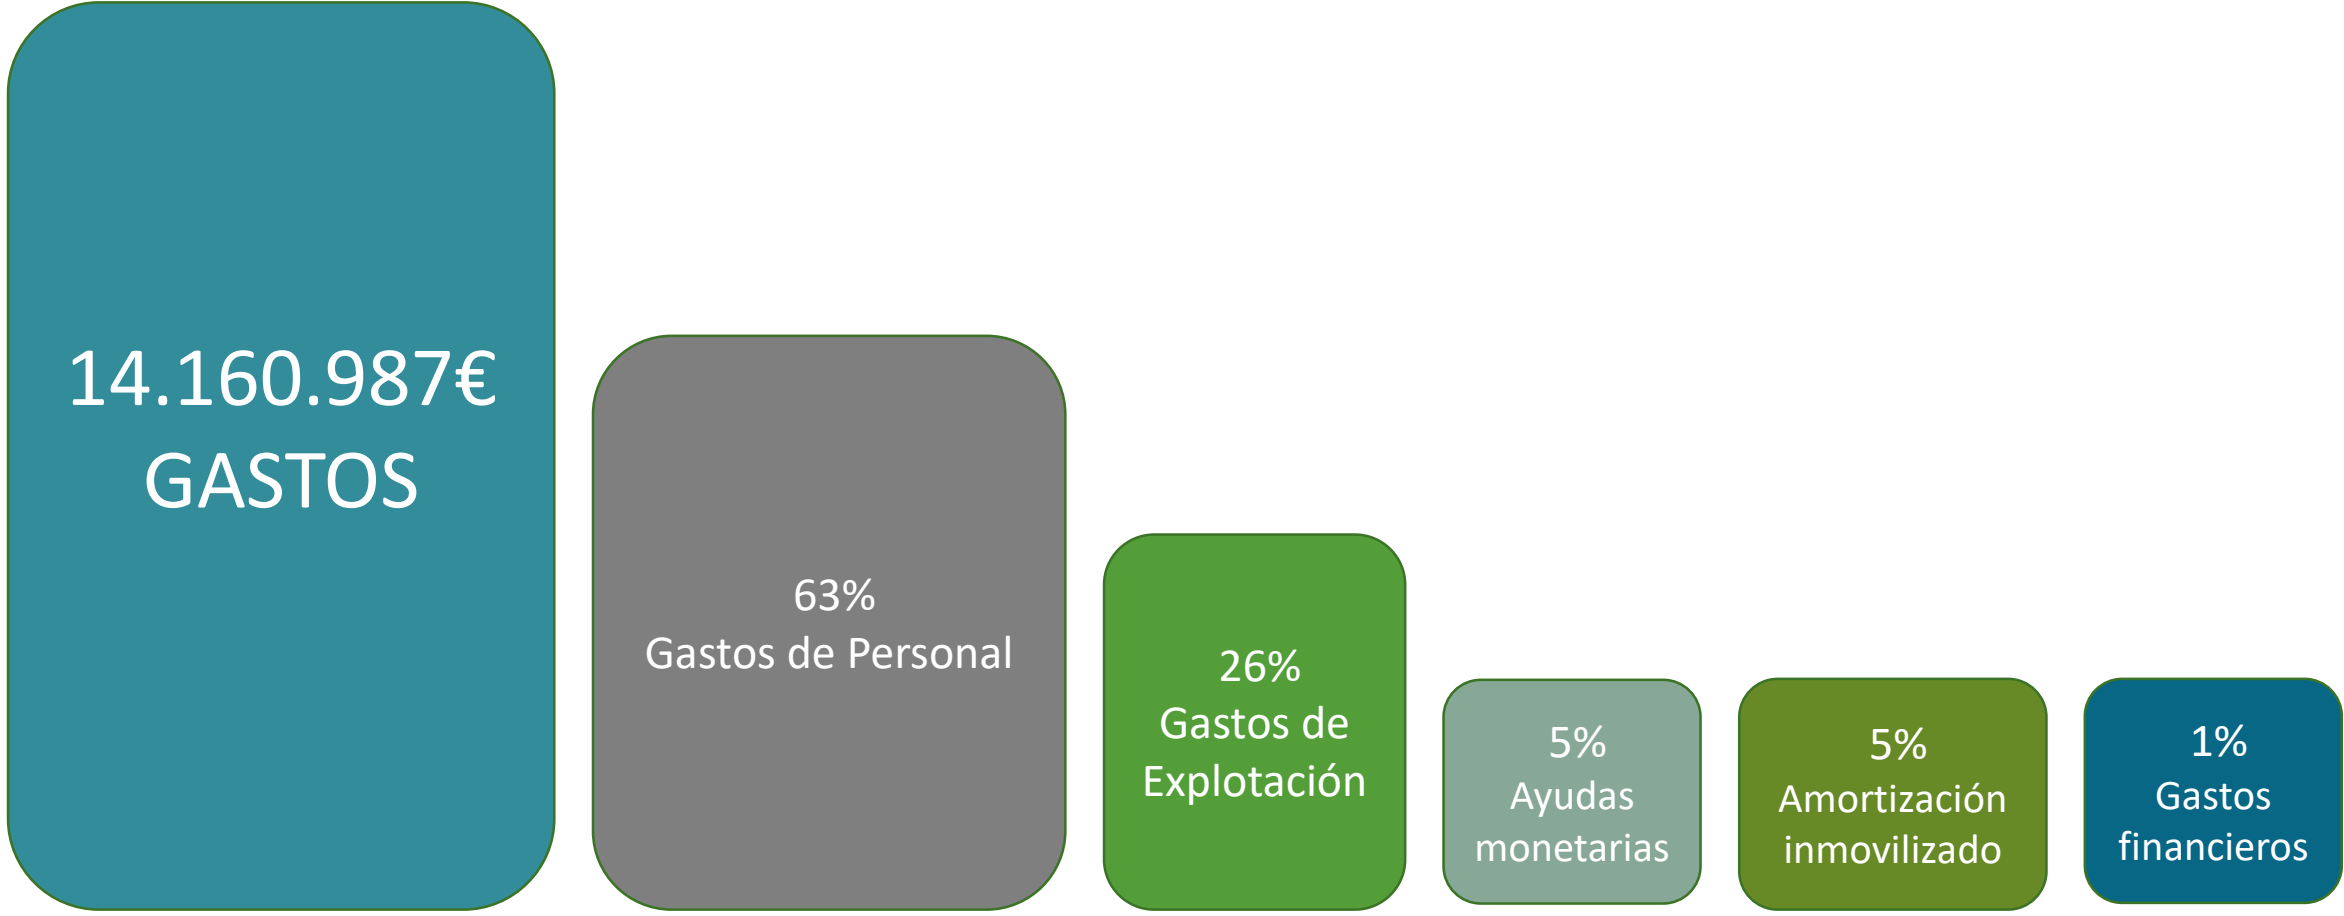 14.160.987€
GASTOS
63%
Gastos de Personal
26%
Gastos de
Explotación
5%
Ayudas
monetarias
5%
Amortización
inmovilizado
1%
Gastos
financieros